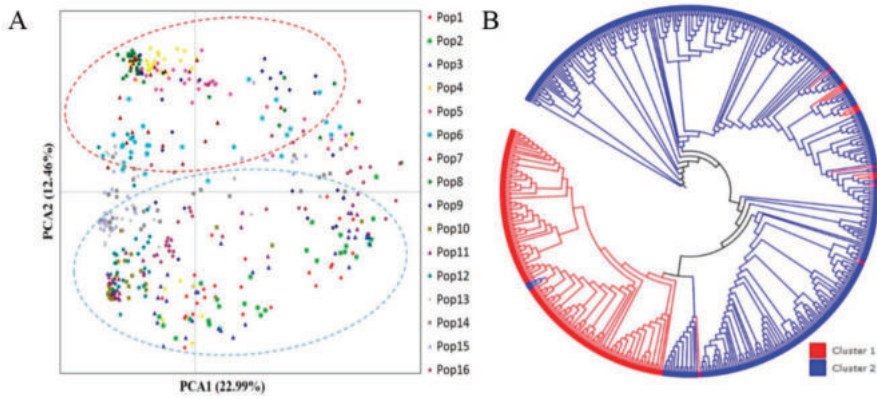 A
B
PCA2 (12.46%)
PCA1 (22.99%)
Pop1
Pop2
Pop3
Pop4
Pop5
Pop6
Pop7
Pop8
Pop9
Pop10
Pop11
Pop12
Pop13
Pop14
Pop15
Pop16
Cluster 1
Cluster 2